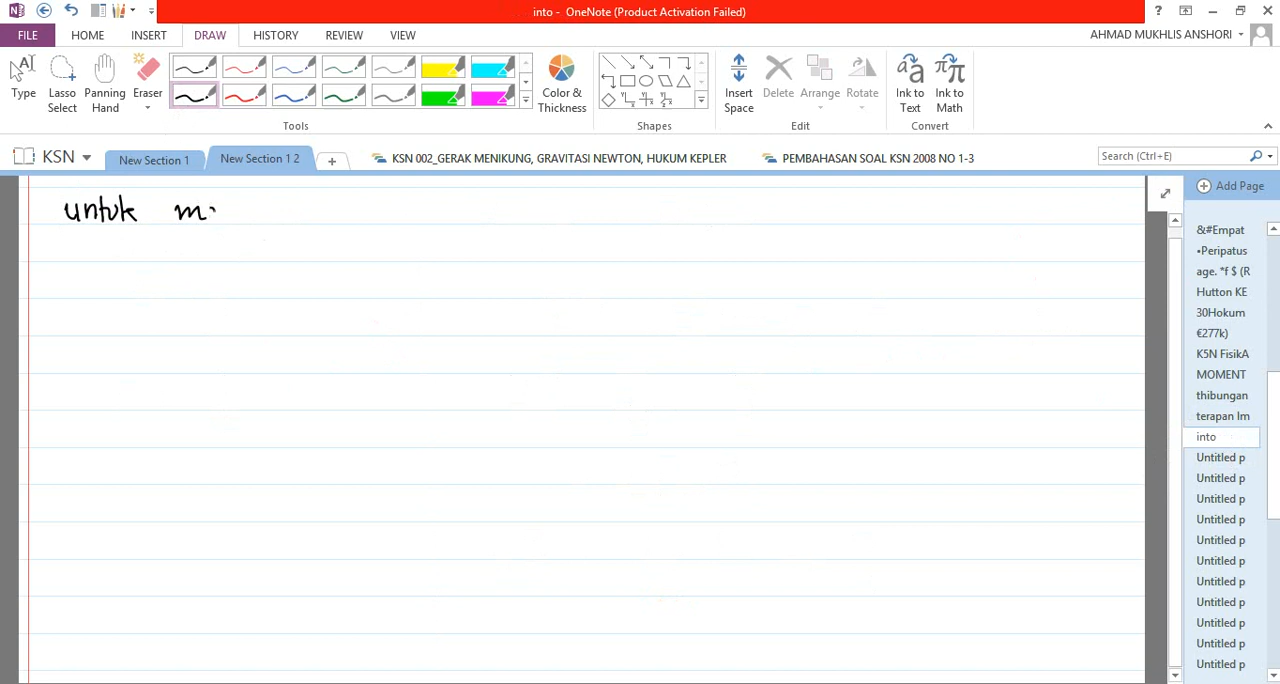 into - OneNote (Product Activation Failed)
?
FILE HOME INSERT DRAW HISTORY REVIEW VIEW
AHMAD MUKHLIS ANSHORI
Type
Lasso Select
Panning Hand
Eraser
Color & Thickness
Insert Space
Delete
Arrange
Rotate
Ink to Text
Ink to Math
Tools
Shapes
Edit
Convert
KSN
New Section 1
New Section 1 2
KSN 002_GERAK MENIKUNG, GRAVITASI NEWTON, HUKUM KEPLER
PEMBAHASAN SOAL KSN 2008 NO 1-3
Search (Ctrl+E)
Add Page
untuk m
&#Empat
•Peripatus
age. *f $ (R
Hutton KE
30Hokum
€277k)
K5N FisikA
MOMENT
thibungan
terapan Im
into
Untitled p
Untitled p
Untitled p
Untitled p
Untitled p
Untitled p
Untitled p
Untitled p
Untitled p
Untitled p
Untitled p